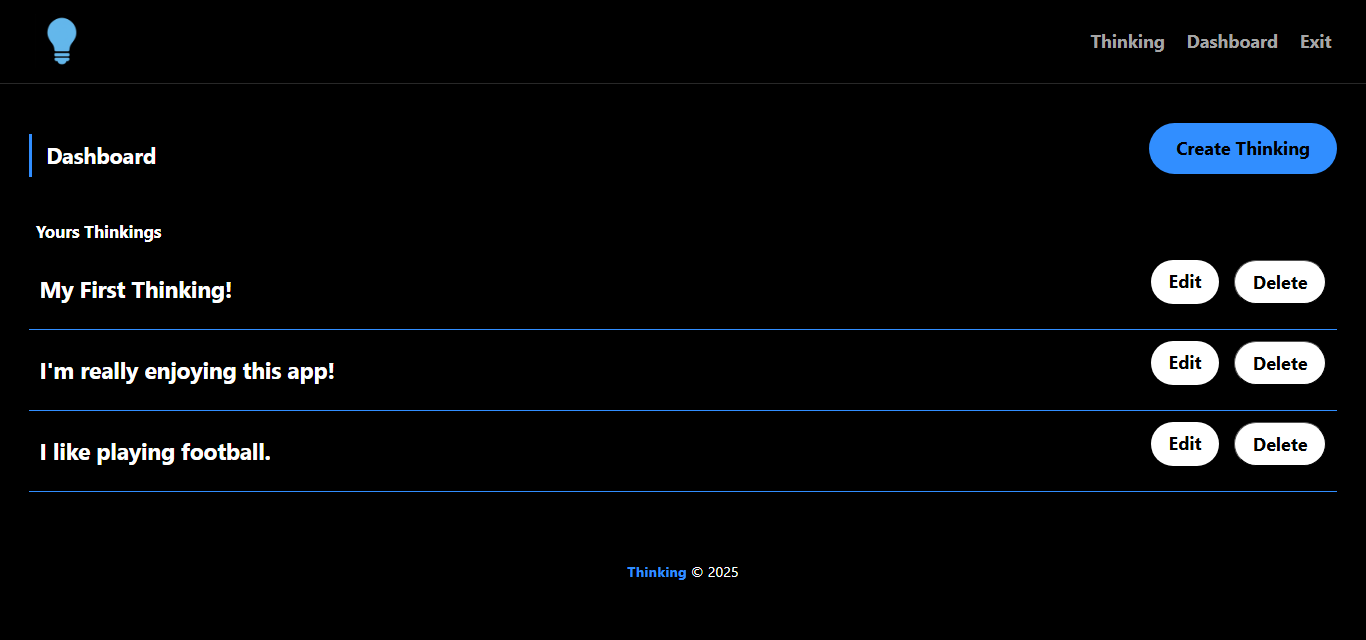 Thinking Dashboard Exit
Dashboard
Create Thinking
Yours Thinkings
My First Thinking!
Edit Delete
I'm really enjoying this app!
Edit Delete
I like playing football.
Edit Delete
Thinking © 2025